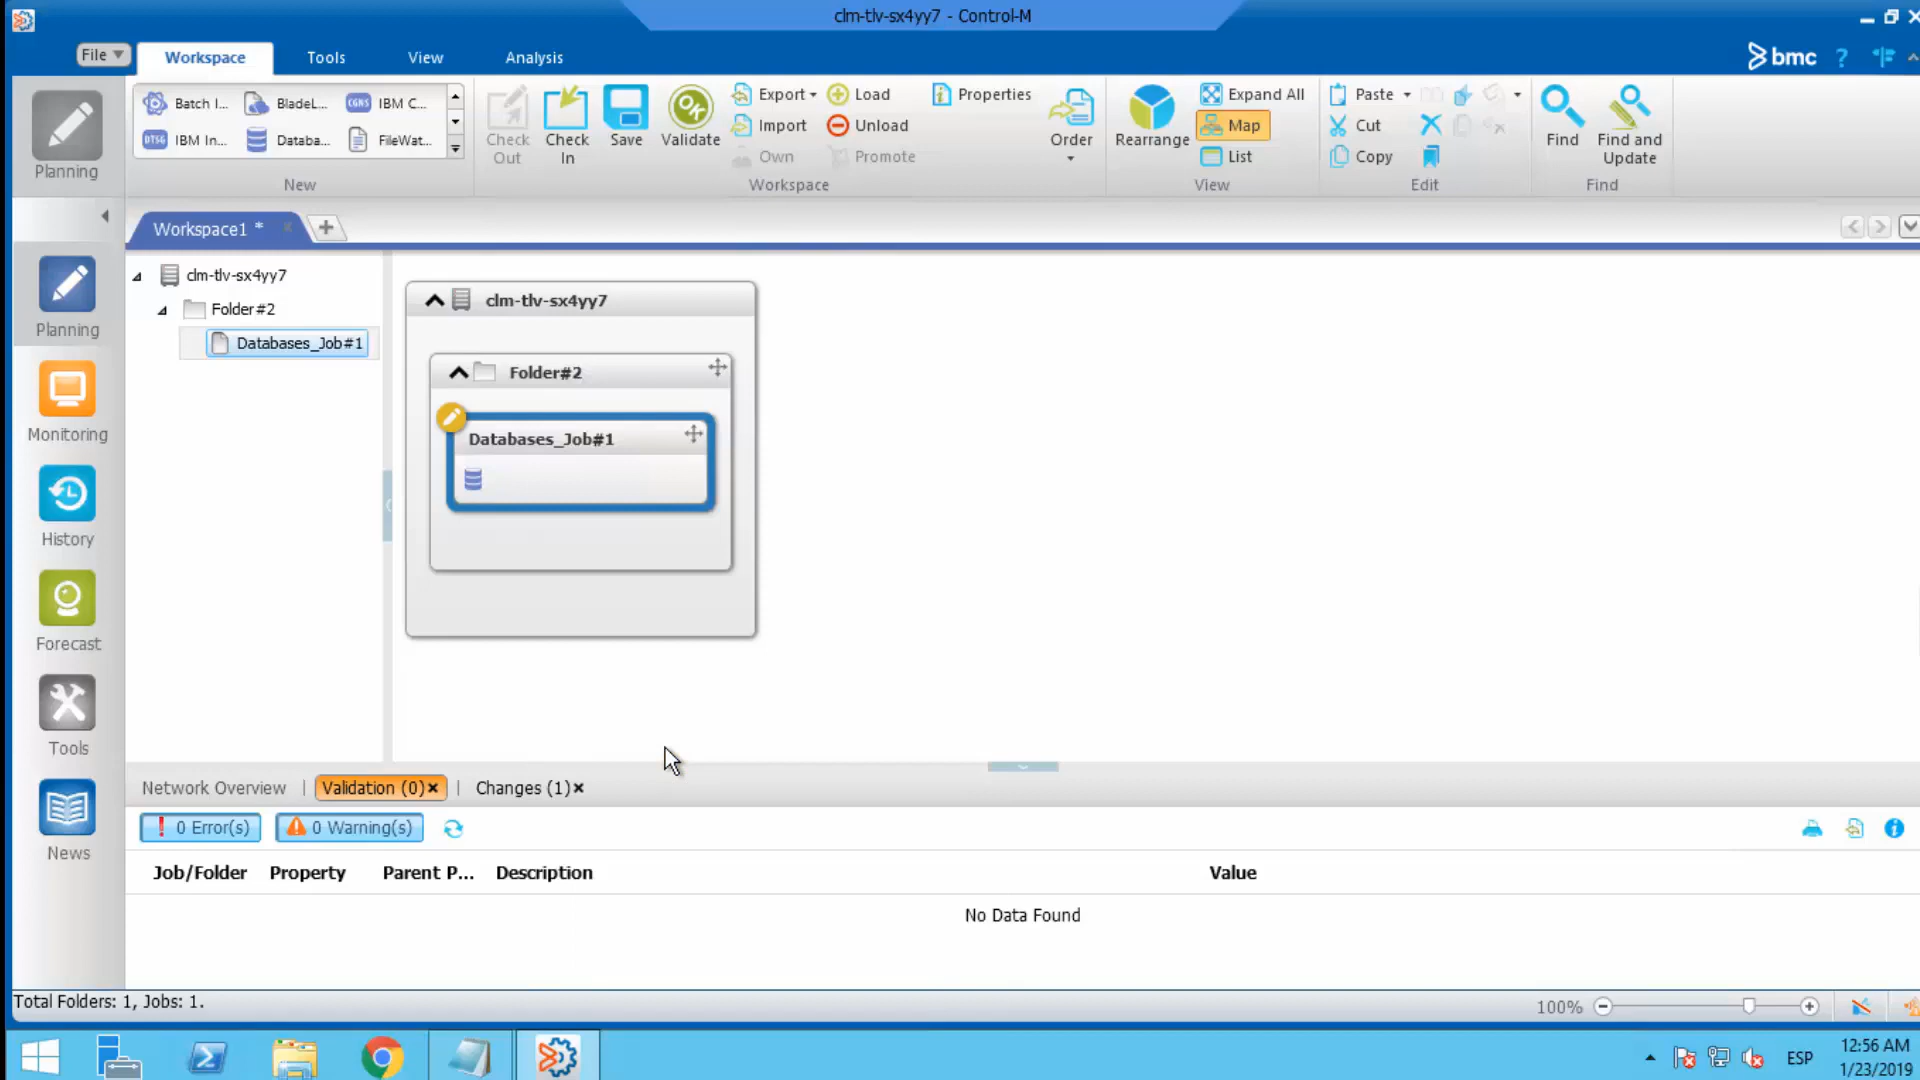 clm-tlv-sx4yy7 - Control-M
File
Workspace
Tools
View
Analysis
bmc
?
Planning
Batch I...
BladeL...
CGNS
IBM C...
DTSG
IBM In...
Databa...
FileWat...
New
Check Out
Check In
Save
OK
Validate
Export
Import
Own
Load
Unload
Promote
Properties
Order
Workspace
Rearrange
Expand All
Map
List
View
Paste
Cut
Copy
Edit
Find
Find and Update
Find
Workspace1 *
clm-tlv-sx4yy7
Folder#2
Databases_Job#1
clm-tlv-sx4yy7
Folder#2
Databases_Job#1
Planning
Monitoring
History
Forecast
Tools
News
Network Overview
Validation (0)
Changes (1)
0 Error(s)
0 Warning(s)
Job/Folder
Property
Parent P...
Description
Value
No Data Found
Total Folders: 1, Jobs: 1.
100%
ESP
12:56 AM
1/23/2019